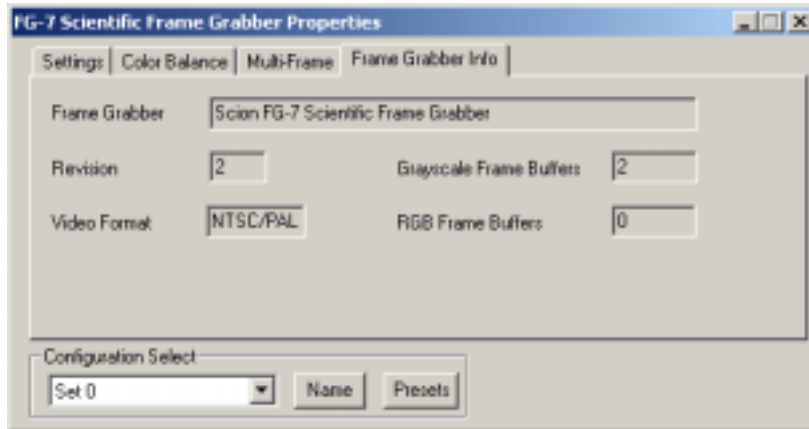 FG-7 Scientific Frame Grabber Properties
Settings Color Balance Multi-Frame Frame Grabber Info
Frame Grabber Scion FG-7 Scientific Frame Grabber
Revision 2 Grayscale Frame Buffers 2
Video Format NTSC/PAL RGB Frame Buffers 0
Configuration Select
Set 0 Name Presets